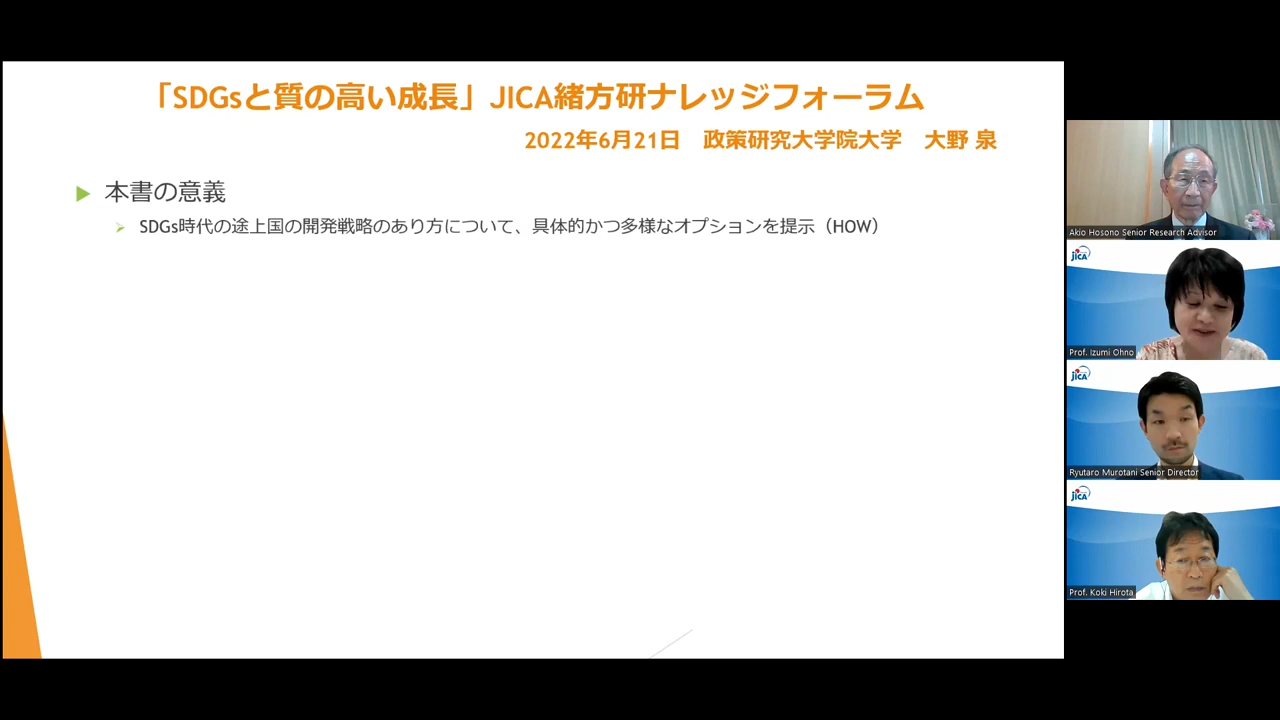 「SDGsと質の高い成長」JICA緒方研ナレッジフォーラム
2022年6月21日 政策研究大学院大学 大野 泉
本書の意義
SDGs時代の途上国の開発戦略のあり方について、具体的かつ多様なオプションを提示（HOW）
Akio Hosono Senior Research Advisor
JICA
Prof. Izumi Ohno
JICA
Ryutaro Murotani Senior Director
JICA
Prof. Koki Hirota